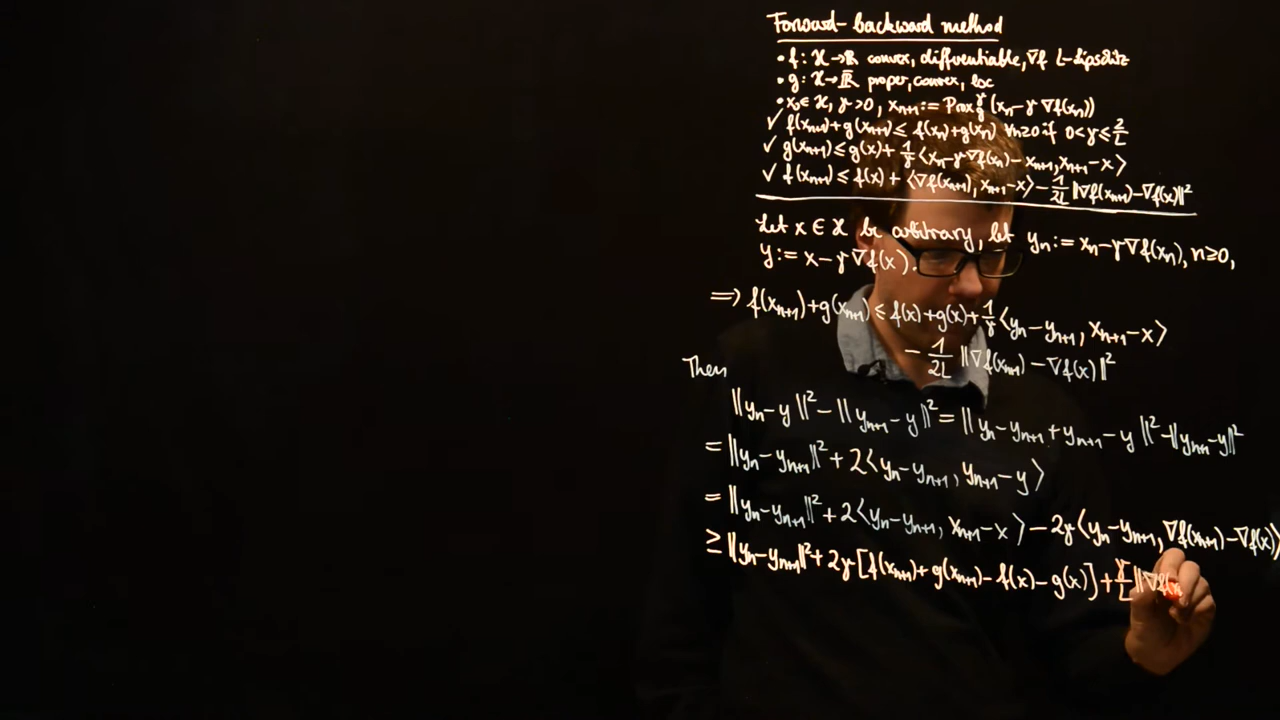 Forward-backward method
• f: ℋ→ℝ convex, differentiable, ∇f L-Lipschitz
• g: ℋ→ℝ̄ proper, convex, lsc
• x₀∈ ℋ, γ>0, xₙ₊₁ := Prox_g^γ (xₙ-γ ∇f(xₙ))
✓ f(xₙ₊₁)+g(xₙ₊₁) ≤ f(xₙ)+g(xₙ) ∀n≥0 if 0<γ≤2/L
✓ g(xₙ₊₁) ≤ g(x)+ 1/γ ⟨xₙ-γ∇f(xₙ)-xₙ₊₁, xₙ₊₁-x⟩
✓ f(xₙ₊₁) ≤ f(x) + ⟨∇f(xₙ₊₁), xₙ₊₁-x⟩ - 1/2L ‖∇f(xₙ₊₁)-∇f(x)‖²
Let x ∈ ℋ be arbitrary, let yₙ := xₙ-γ∇f(xₙ), n≥0,
y := x-γ∇f(x).
⟹ f(xₙ₊₁)+g(xₙ₊₁) ≤ f(x)+g(x)+ 1/γ ⟨yₙ-yₙ₊₁, xₙ₊₁-x⟩
- 1/2L ‖∇f(xₙ₊₁)-∇f(x)‖²
Then
‖yₙ-y‖² - ‖yₙ₊₁-y‖² = ‖yₙ-yₙ₊₁+yₙ₊₁-y‖²-‖yₙ₊₁-y‖²
= ‖yₙ-yₙ₊₁‖² + 2⟨yₙ-yₙ₊₁, yₙ₊₁-y⟩
= ‖yₙ-yₙ₊₁‖² + 2⟨yₙ-yₙ₊₁, xₙ₊₁-x⟩ - 2γ⟨yₙ-yₙ₊₁, ∇f(xₙ₊₁)-∇f(x)⟩
≥ ‖yₙ-yₙ₊₁‖² + 2γ[f(xₙ₊₁)+g(xₙ₊₁)-f(x)-g(x)] + γ/L ‖∇f(x